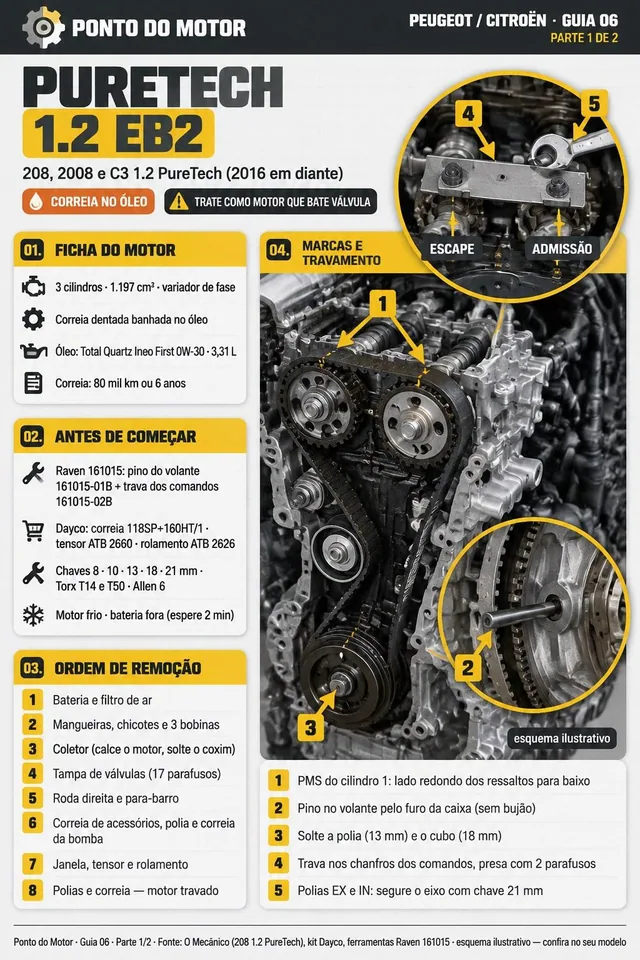 PONTO DO MOTOR
PEUGEOT / CITROËN · GUIA 06
PARTE 1 DE 2
PURETECH
1.2 EB2
208, 2008 e C3 1.2 PureTech (2016 em diante)
CORREIA NO ÓLEO
TRATE COMO MOTOR QUE BATE VÁLVULA
01. FICHA DO MOTOR
3 cilindros · 1.197 cm³ · variador de fase
Correia dentada banhada no óleo
Óleo: Total Quartz Ineo First 0W-30 · 3,31 L
Correia: 80 mil km ou 6 anos
02. ANTES DE COMEÇAR
Raven 161015: pino do volante
161015-01B + trava dos comandos
161015-02B
Dayco: correia 118SP+160HT/1 ·
tensor ATB 2660 · rolamento ATB 2626
Chaves 8 · 10 · 13 · 18 · 21 mm ·
Torx T14 e T50 · Allen 6
Motor frio · bateria fora (espere 2 min)
03. ORDEM DE REMOÇÃO
1 Bateria e filtro de ar
2 Mangueiras, chicotes e 3 bobinas
3 Coletor (calce o motor, solte o coxim)
4 Tampa de válvulas (17 parafusos)
5 Roda direita e para-barro
6 Correia de acessórios, polia e correia
da bomba
7 Janela, tensor e rolamento
8 Polias e correia — motor travado
04. MARCAS E
TRAVAMENTO
4
5
ESCAPE
ADMISSÃO
1
2
3
esquema ilustrativo
1 PMS do cilindro 1: lado redondo dos ressaltos para baixo
2 Pino no volante pelo furo da caixa (sem bujão)
3 Solte a polia (13 mm) e o cubo (18 mm)
4 Trava nos chanfros dos comandos, presa com 2 parafusos
5 Polias EX e IN: segure o eixo com chave 21 mm
Ponto do Motor · Guia 06 · Parte 1/2 · Fonte: O Mecânico (208 1.2 PureTech), kit Dayco, ferramentas Raven 161015 · esquema ilustrativo — confira no seu modelo